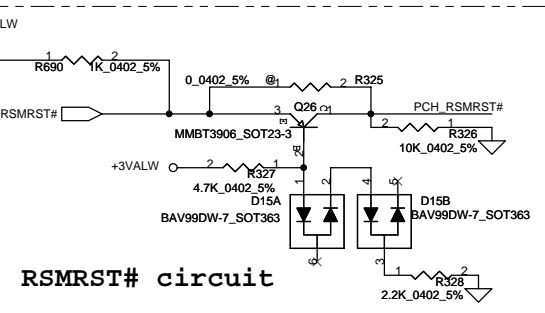 LW
1 2
R690 1K_0402_5%
0_0402_5% @ 1 2 R325
RSMRST#
3 Q26 1 PCH_RSMRST#
E C
MMBT3906_SOT23-3
B 2
2 1
R326
10K_0402_5%
+3VALW 2 1
R327
4.7K_0402_5%
1 2 4 5
D15A D15B
BAV99DW-7_SOT363 BAV99DW-7_SOT363
6 3
1 2
R328
2.2K_0402_5%
RSMRST# circuit